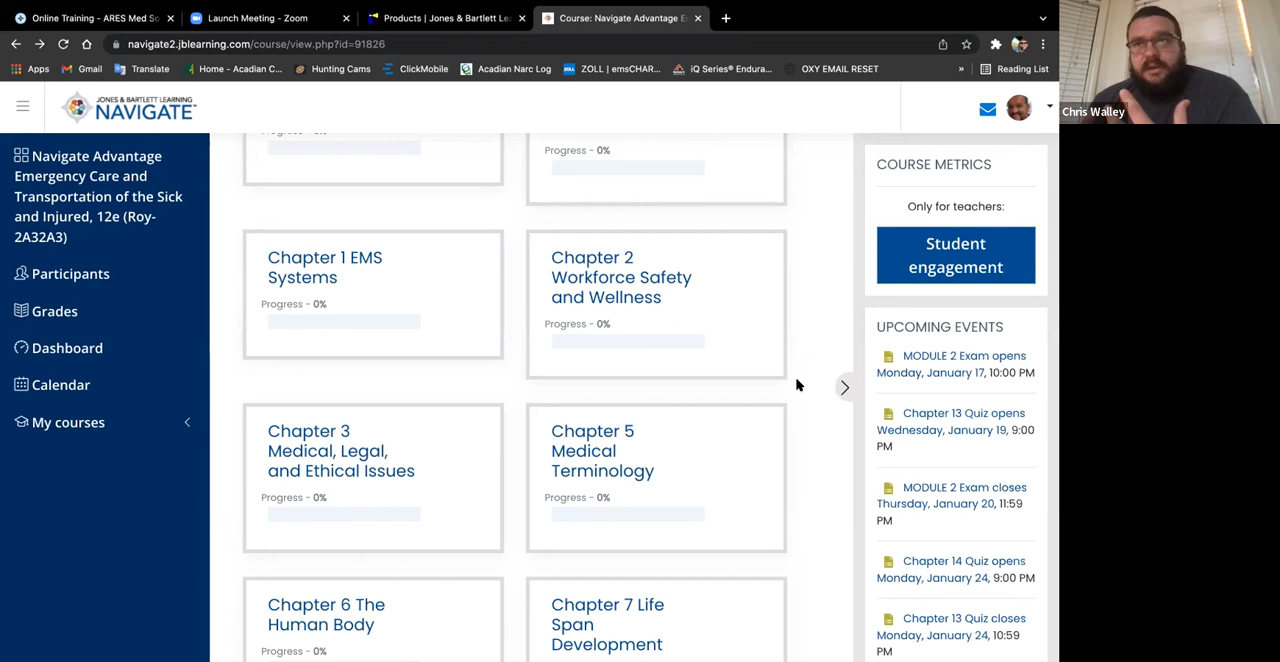 Online Training - ARES Med So
Launch Meeting - Zoom
Products | Jones & Bartlett Le
Course: Navigate Advantage E
navigate2.jblearning.com/course/view.php?id=91826
Apps
Gmail
Translate
Home - Acadian C...
Hunting Cams
ClickMobile
Acadian Narc Log
ZOLL | emsCHAR...
iQ Series® Endura...
OXY EMAIL RESET
»
Reading List
JONES & BARTLETT LEARNING
NAVIGATE
Chris Walley
Navigate Advantage
Emergency Care and
Transportation of the Sick
and Injured, 12e (Roy-
2A32A3)
Participants
Grades
Dashboard
Calendar
My courses
Progress - 0%
Chapter 1 EMS
Systems
Progress - 0%
Chapter 2
Workforce Safety
and Wellness
Progress - 0%
Chapter 3
Medical, Legal,
and Ethical Issues
Progress - 0%
Chapter 5
Medical
Terminology
Progress - 0%
Chapter 6 The
Human Body
Progress - 0%
Chapter 7 Life
Span
Development
COURSE METRICS
Only for teachers:
Student
engagement
UPCOMING EVENTS
MODULE 2 Exam opens
Monday, January 17, 10:00 PM
Chapter 13 Quiz opens
Wednesday, January 19, 9:00
PM
MODULE 2 Exam closes
Thursday, January 20, 11:59
PM
Chapter 14 Quiz opens
Monday, January 24, 9:00 PM
Chapter 13 Quiz closes
Monday, January 24, 10:59
PM